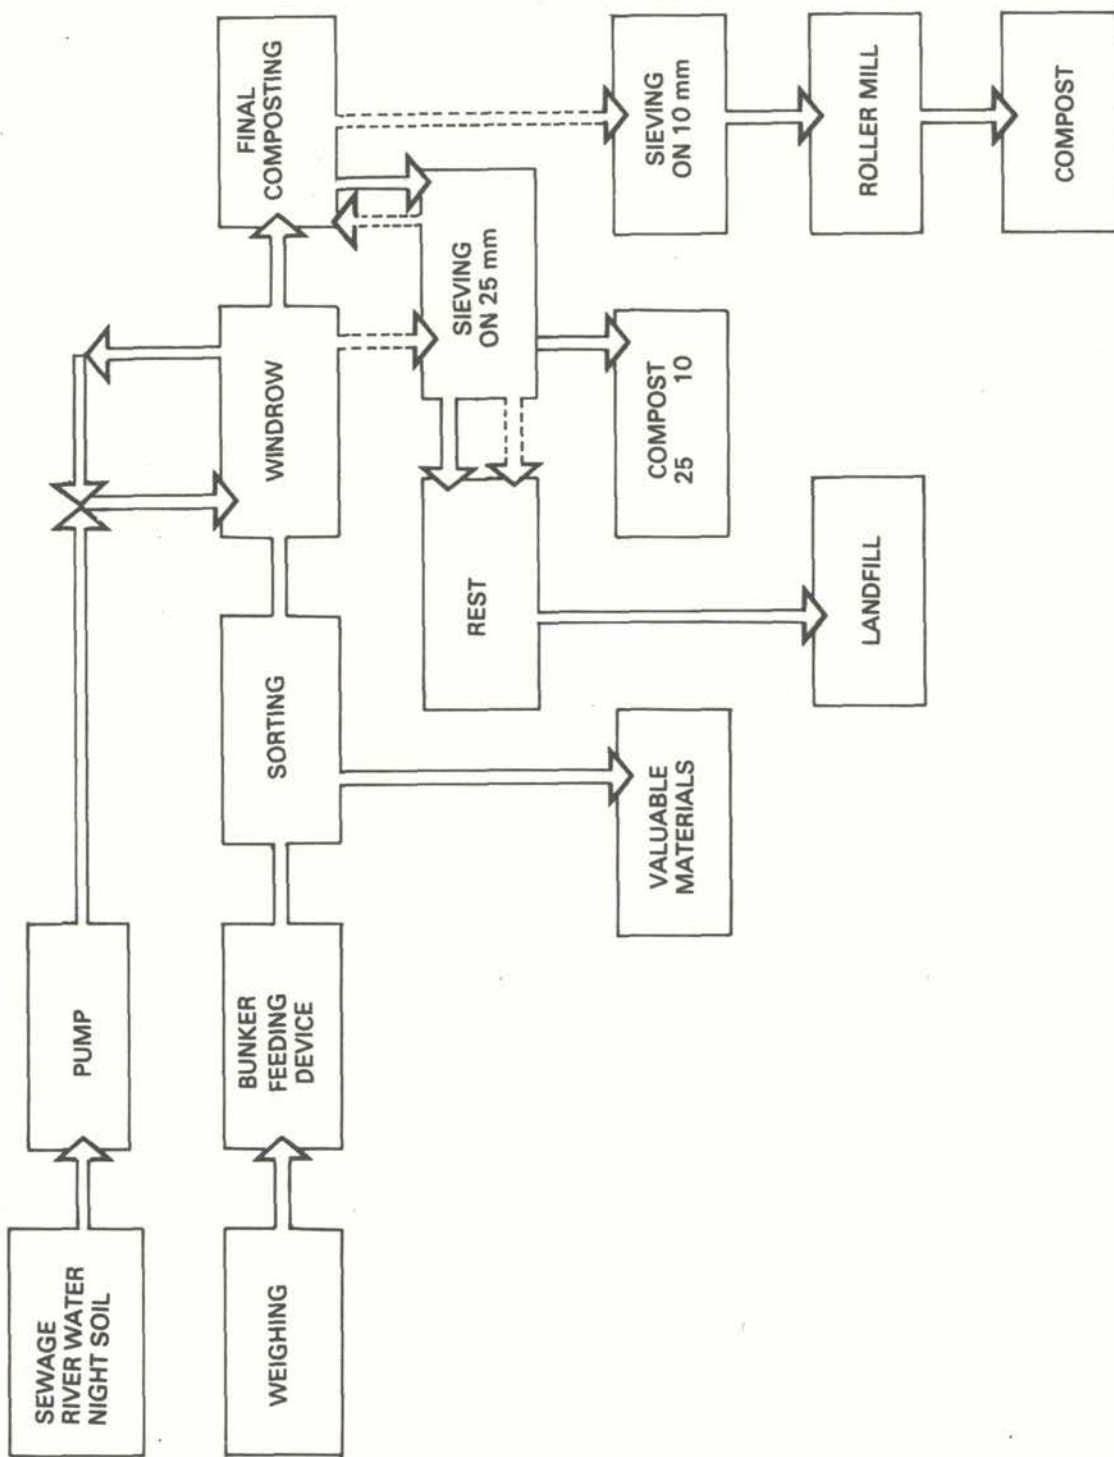 SEWAGE
RIVER WATER
NIGHT SOIL
PUMP
WEIGHING
BUNKER
FEEDING
DEVICE
SORTING
WINDROW
FINAL
COMPOSTING
VALUABLE
MATERIALS
REST
SIEVING
ON 25 mm
LANDFILL
COMPOST
25 10
SIEVING
ON 10 mm
ROLLER MILL
COMPOST